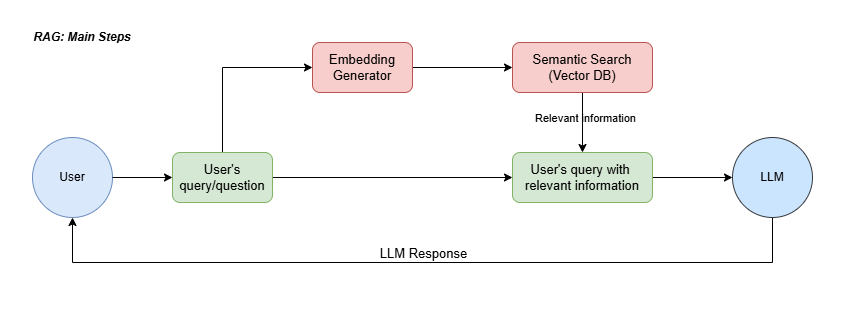 RAG: Main Steps
Embedding
Generator
Semantic Search
(Vector DB)
Relevant information
User
User's
query/question
User's query with
relevant information
LLM
LLM Response